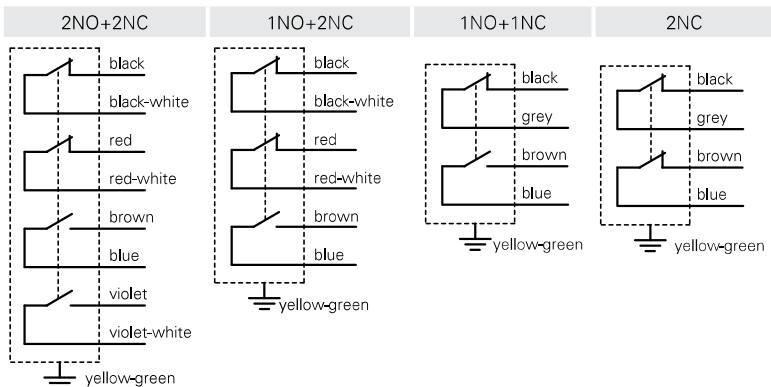 2NO+2NC
black
black-white
red
red-white
brown
blue
violet
violet-white
yellow-green
1NO+2NC
black
black-white
red
red-white
brown
blue
yellow-green
1NO+1NC
black
grey
brown
blue
yellow-green
2NC
black
grey
brown
blue
yellow-green